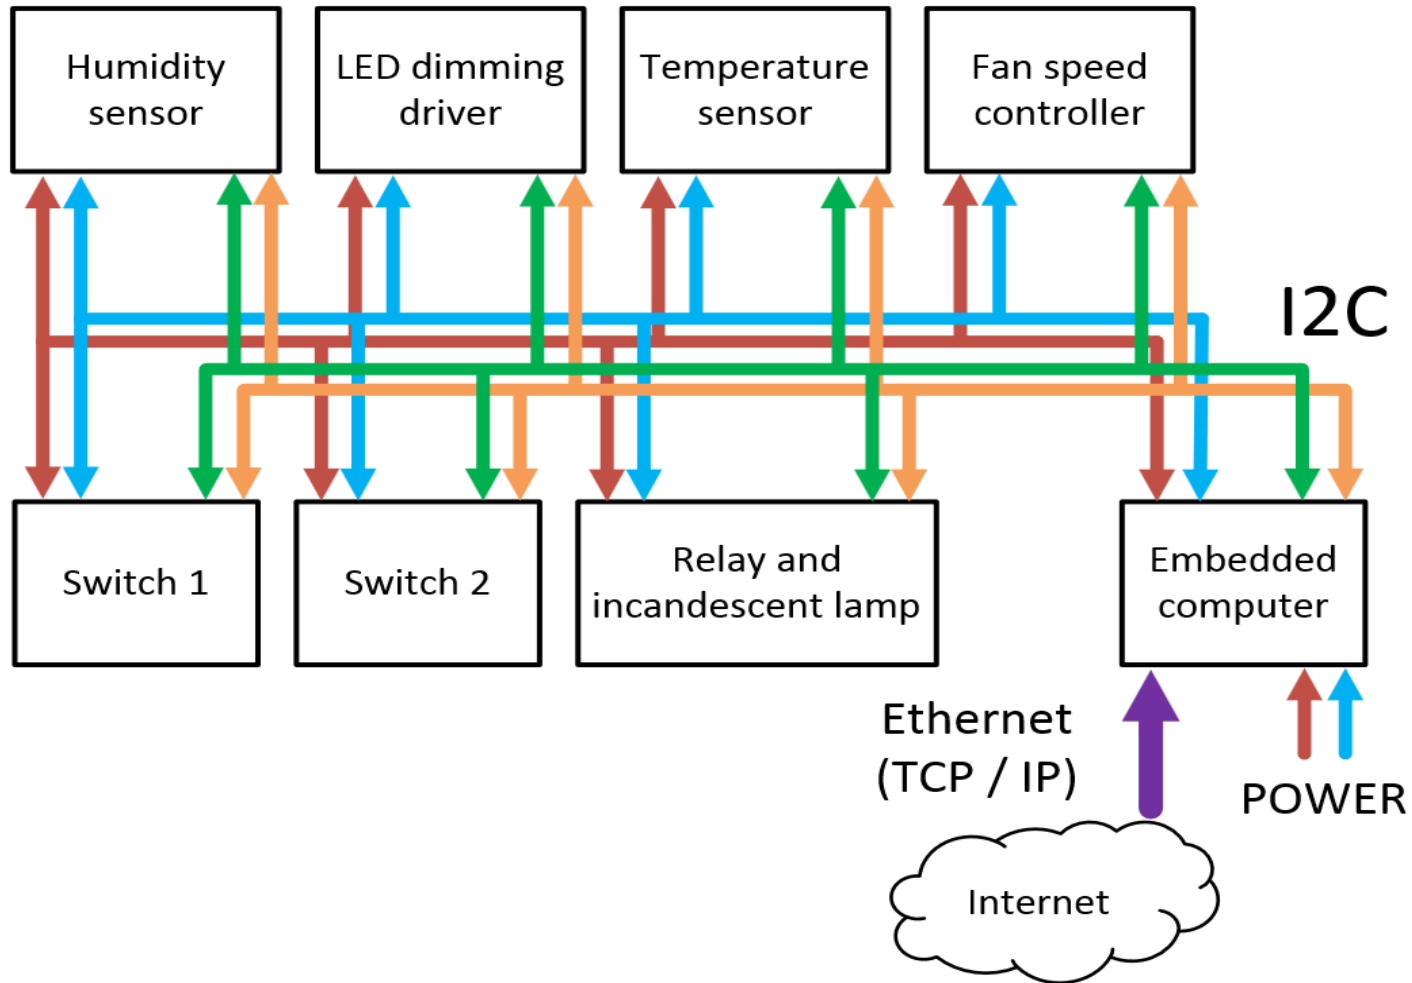 Humidity
sensor
LED dimming
driver
Temperature
sensor
Fan speed
controller
I2C
Switch 1
Switch 2
Relay and
incandescent lamp
Embedded
computer
Ethernet
(TCP / IP)
POWER
Internet